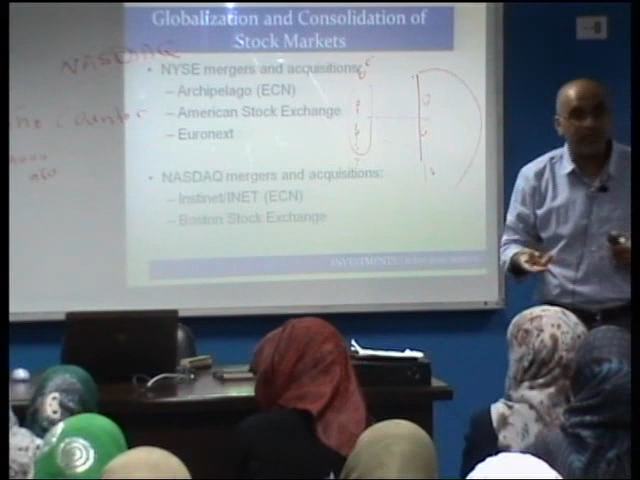 Globalization and Consolidation of
Stock Markets
NASDAQ
• NYSE mergers and acquisitions:
– Archipelago (ECN)
– American Stock Exchange
– Euronext
• NASDAQ mergers and acquisitions:
– Instinet/INET (ECN)
– Boston Stock Exchange
INVESTMENTS